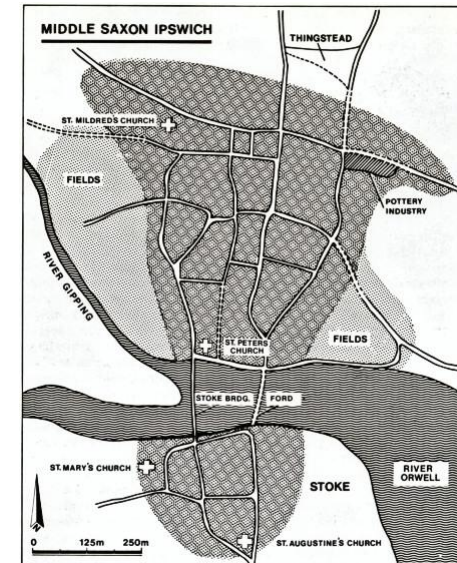 MIDDLE SAXON IPSWICH
THINGSTEAD
ST. MILDRED'S CHURCH
FIELDS
POTTERY
INDUSTRY
RIVER GIPPING
ST. PETERS
CHURCH
FIELDS
STOKE BRDG.
FORD
ST. MARY'S CHURCH
STOKE
RIVER
ORWELL
ST. AUGUSTINE'S CHURCH
0 125m 250m